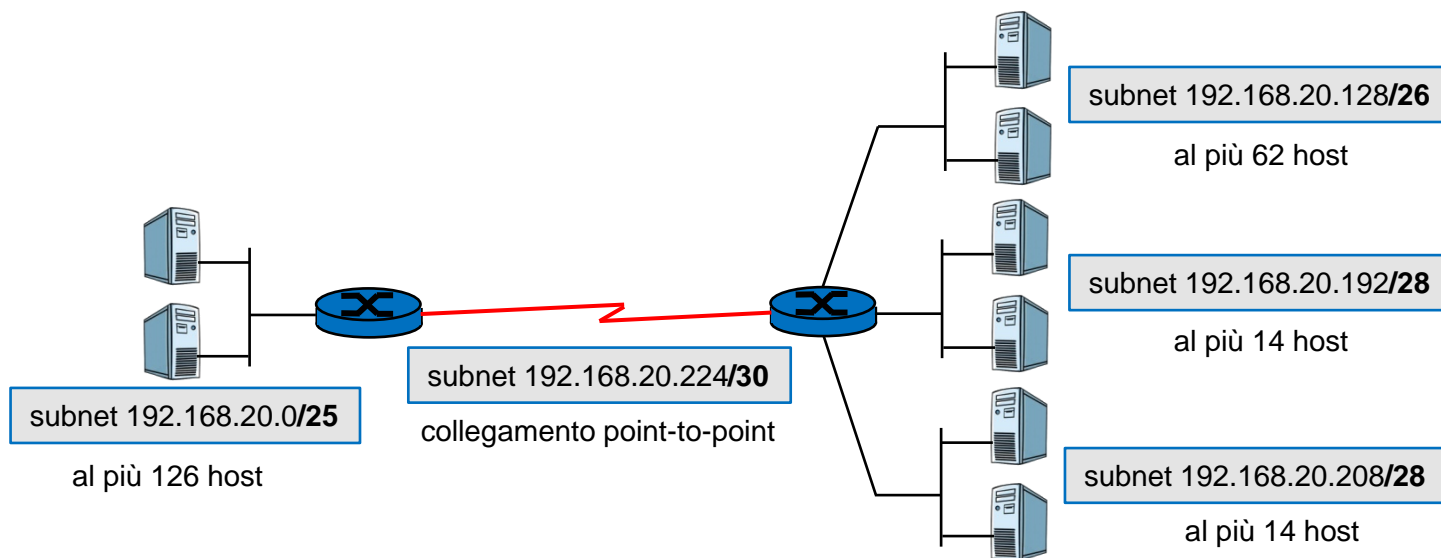 subnet 192.168.20.128/26
al più 62 host
subnet 192.168.20.192/28
al più 14 host
subnet 192.168.20.224/30
collegamento point-to-point
subnet 192.168.20.0/25
al più 126 host
subnet 192.168.20.208/28
al più 14 host